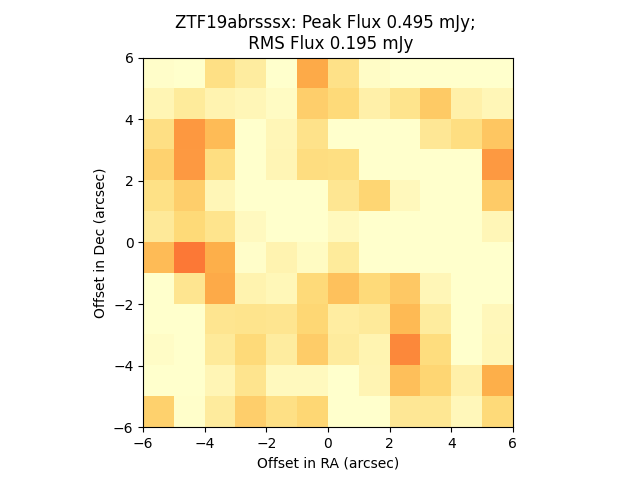 ZTF19abrsssx: Peak Flux 0.495 mJy;
RMS Flux 0.195 mJy
6
4
2
0
−2
−4
−6
Offset in Dec (arcsec)
−6 −4 −2 0 2 4 6
Offset in RA (arcsec)